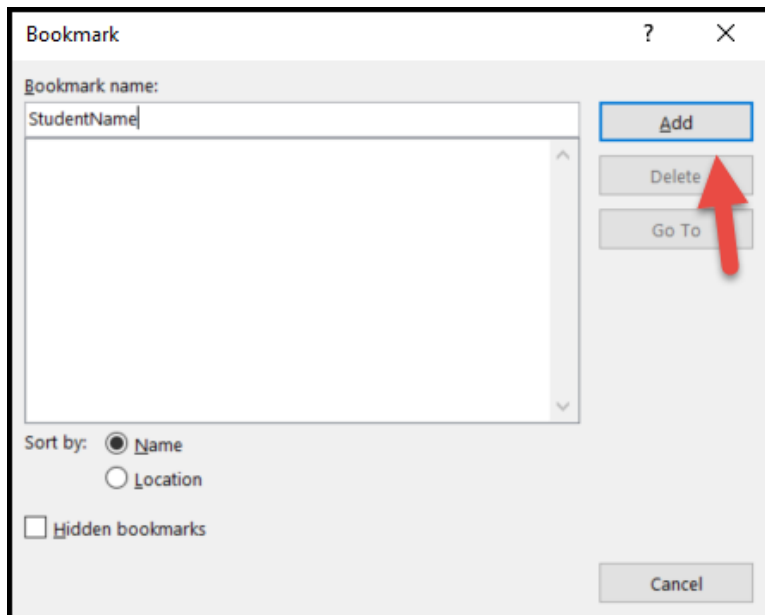 Bookmark
?
Bookmark name:
StudentName
Add
Delete
Go To
Sort by:
Name
Location
Hidden bookmarks
Cancel